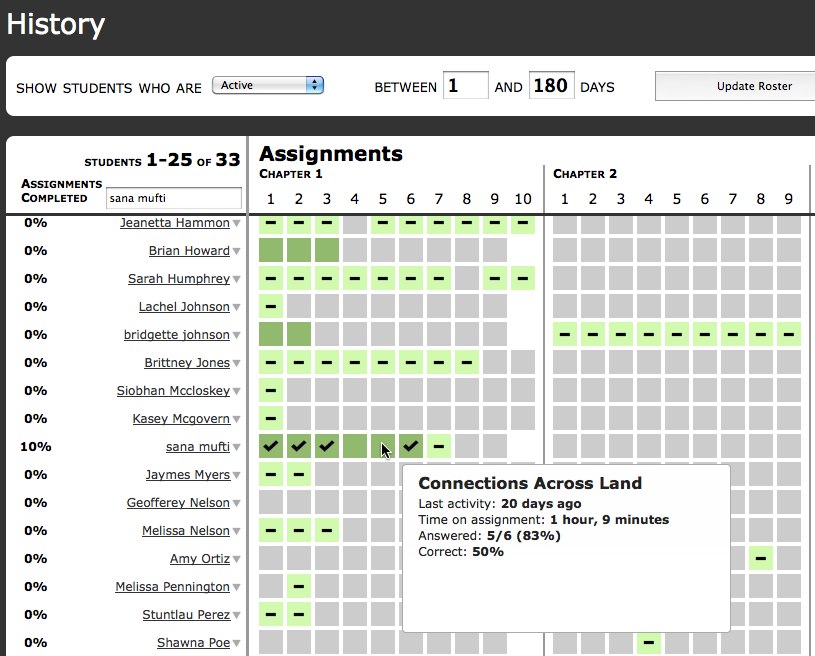 History
SHOW STUDENTS WHO ARE Active BETWEEN 1 AND 180 DAYS Update Roster
STUDENTS 1-25 OF 33 Assignments
CHAPTER 1 CHAPTER 2
ASSIGNMENTS COMPLETED sana mufti 1 2 3 4 5 6 7 8 9 10 1 2 3 4 5 6 7 8 9
0% Jeanetta Hammon
0% Brian Howard
0% Sarah Humphrey
0% Lachel Johnson
0% bridgette johnson
0% Brittney Jones
0% Siobhan Mccloskey
0% Kasey Mcgovern
10% sana mufti
0% Jaymes Myers
0% Geofferey Nelson
0% Melissa Nelson
0% Amy Ortiz
0% Melissa Pennington
0% Stuntlau Perez
0% Shawna Poe
Connections Across Land
Last activity: 20 days ago
Time on assignment: 1 hour, 9 minutes
Answered: 5/6 (83%)
Correct: 50%